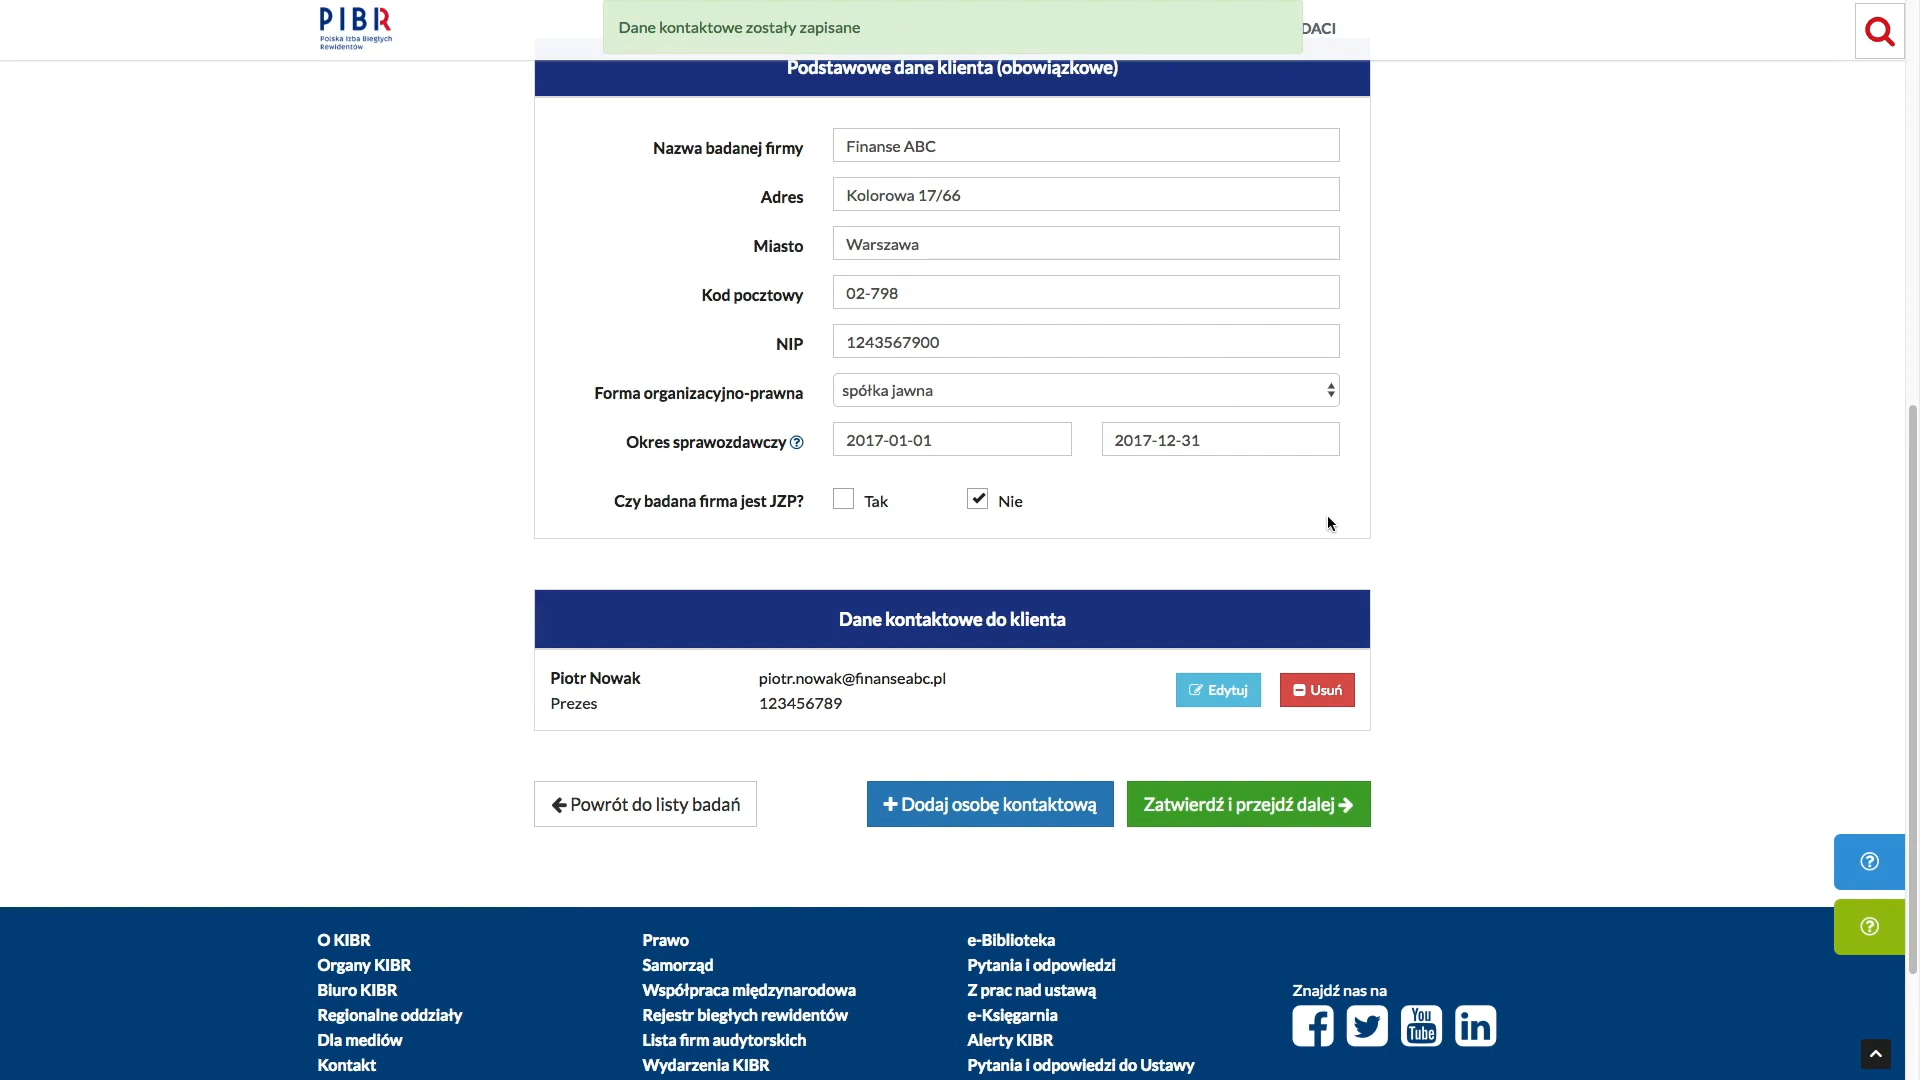 PIBR
Polska Izba Biegłych
Rewidentów
Dane kontaktowe zostały zapisane
DACI
Podstawowe dane klienta (obowiązkowe)
Nazwa badanej firmy Finanse ABC
Adres Kolorowa 17/66
Miasto Warszawa
Kod pocztowy 02-798
NIP 1243567900
Forma organizacyjno-prawna spółka jawna
Okres sprawozdawczy 2017-01-01 2017-12-31
Czy badana firma jest JZP? Tak Nie
Dane kontaktowe do klienta
Piotr Nowak piotr.nowak@finanseabc.pl
Prezes 123456789
Edytuj Usuń
Powrót do listy badań Dodaj osobę kontaktową Zatwierdź i przejdź dalej
O KIBR
Organy KIBR
Biuro KIBR
Regionalne oddziały
Dla mediów
Kontakt
Prawo
Samorząd
Współpraca międzynarodowa
Rejestr biegłych rewidentów
Lista firm audytorskich
Wydarzenia KIBR
e-Biblioteka
Pytania i odpowiedzi
Z prac nad ustawą
e-Księgarnia
Alerty KIBR
Pytania i odpowiedzi do Ustawy
Znajdź nas na
You
Tube
in